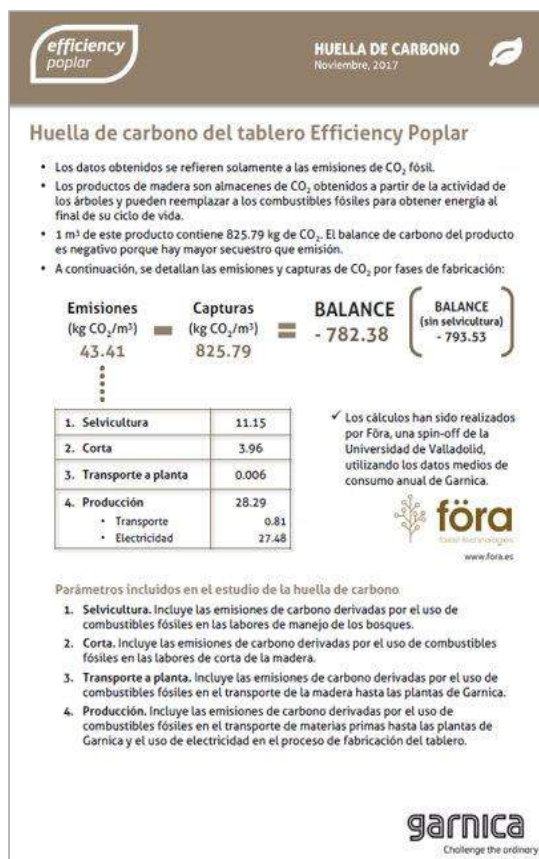 efficiency
poplar
HUELLA DE CARBONO
Noviembre, 2017
Huella de carbono del tablero Efficiency Poplar
• Los datos obtenidos se refieren solamente a las emisiones de CO₂ fósil.
• Los productos de madera son almacenes de CO₂ obtenidos a partir de la actividad de
los árboles y pueden reemplazar a los combustibles fósiles para obtener energía al
final de su ciclo de vida.
• 1 m³ de este producto contiene 825.79 kg de CO₂. El balance de carbono del producto
es negativo porque hay mayor secuestro que emisión.
• A continuación, se detallan las emisiones y capturas de CO₂ por fases de fabricación:
Emisiones
(kg CO₂/m³)
43.41
−
Capturas
(kg CO₂/m³)
825.79
=
BALANCE
- 782.38
BALANCE
(sin selvicultura)
- 793.53
1. Selvicultura 11.15
2. Corta 3.96
3. Transporte a planta 0.006
4. Producción 28.29
• Transporte 0.81
• Electricidad 27.48
✓ Los cálculos han sido realizados
por Föra, una spin-off de la
Universidad de Valladolid,
utilizando los datos medios de
consumo anual de Garnica.
föra
forest technologies
www.fora.es
Parámetros incluidos en el estudio de la huella de carbono
1. Selvicultura. Incluye las emisiones de carbono derivadas por el uso de
combustibles fósiles en las labores de manejo de los bosques.
2. Corta. Incluye las emisiones de carbono derivadas por el uso de combustibles
fósiles en las labores de corta de la madera.
3. Transporte a planta. Incluye las emisiones de carbono derivadas por el uso de
combustibles fósiles en el transporte de la madera hasta las plantas de Garnica.
4. Producción. Incluye las emisiones de carbono derivadas por el uso de
combustibles fósiles en el transporte de materias primas hasta las plantas de
Garnica y el uso de electricidad en el proceso de fabricación del tablero.
garnica
Challenge the ordinary